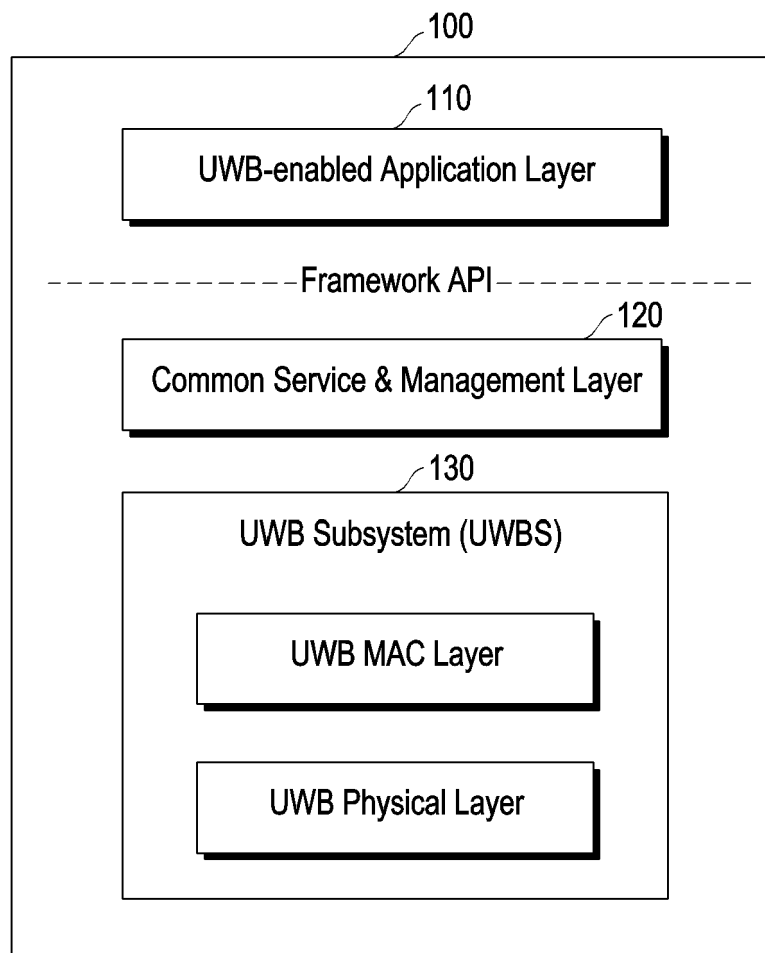 100
110
UWB-enabled Application Layer
Framework API
120
Common Service & Management Layer
130
UWB Subsystem (UWBS)
UWB MAC Layer
UWB Physical Layer